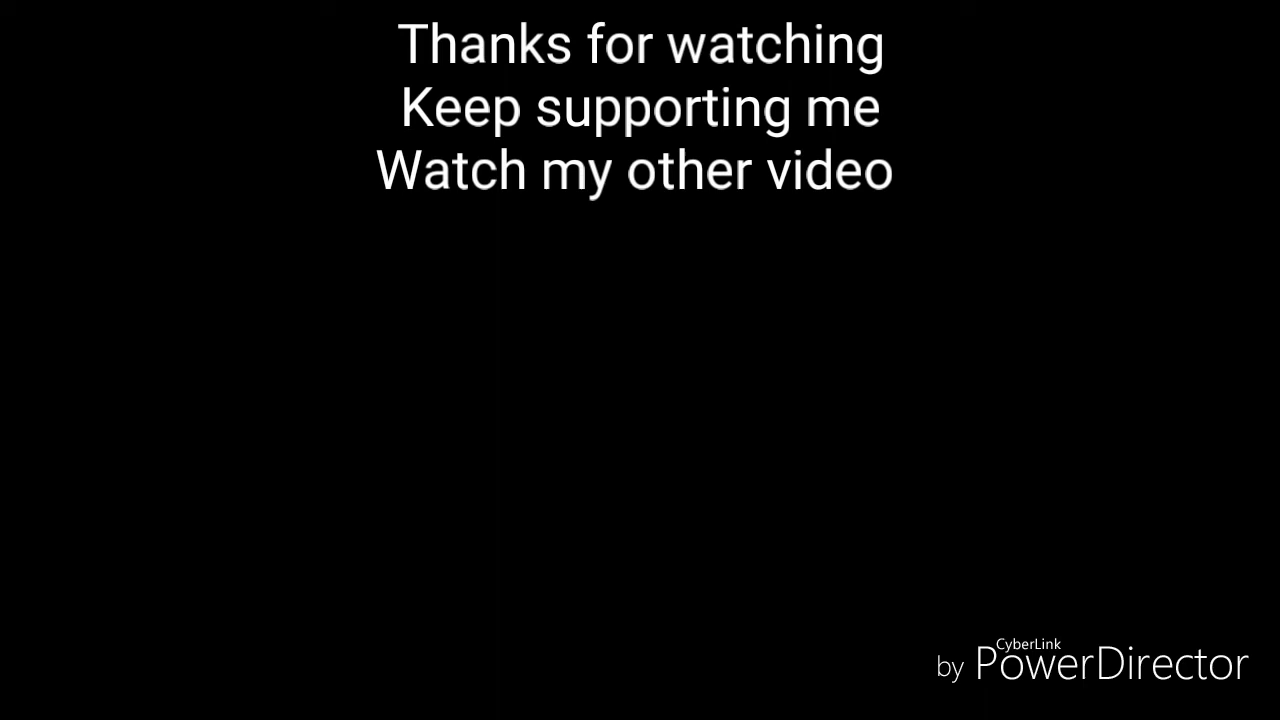 Thanks for watching
Keep supporting me
Watch my other video
CyberLink
by PowerDirector